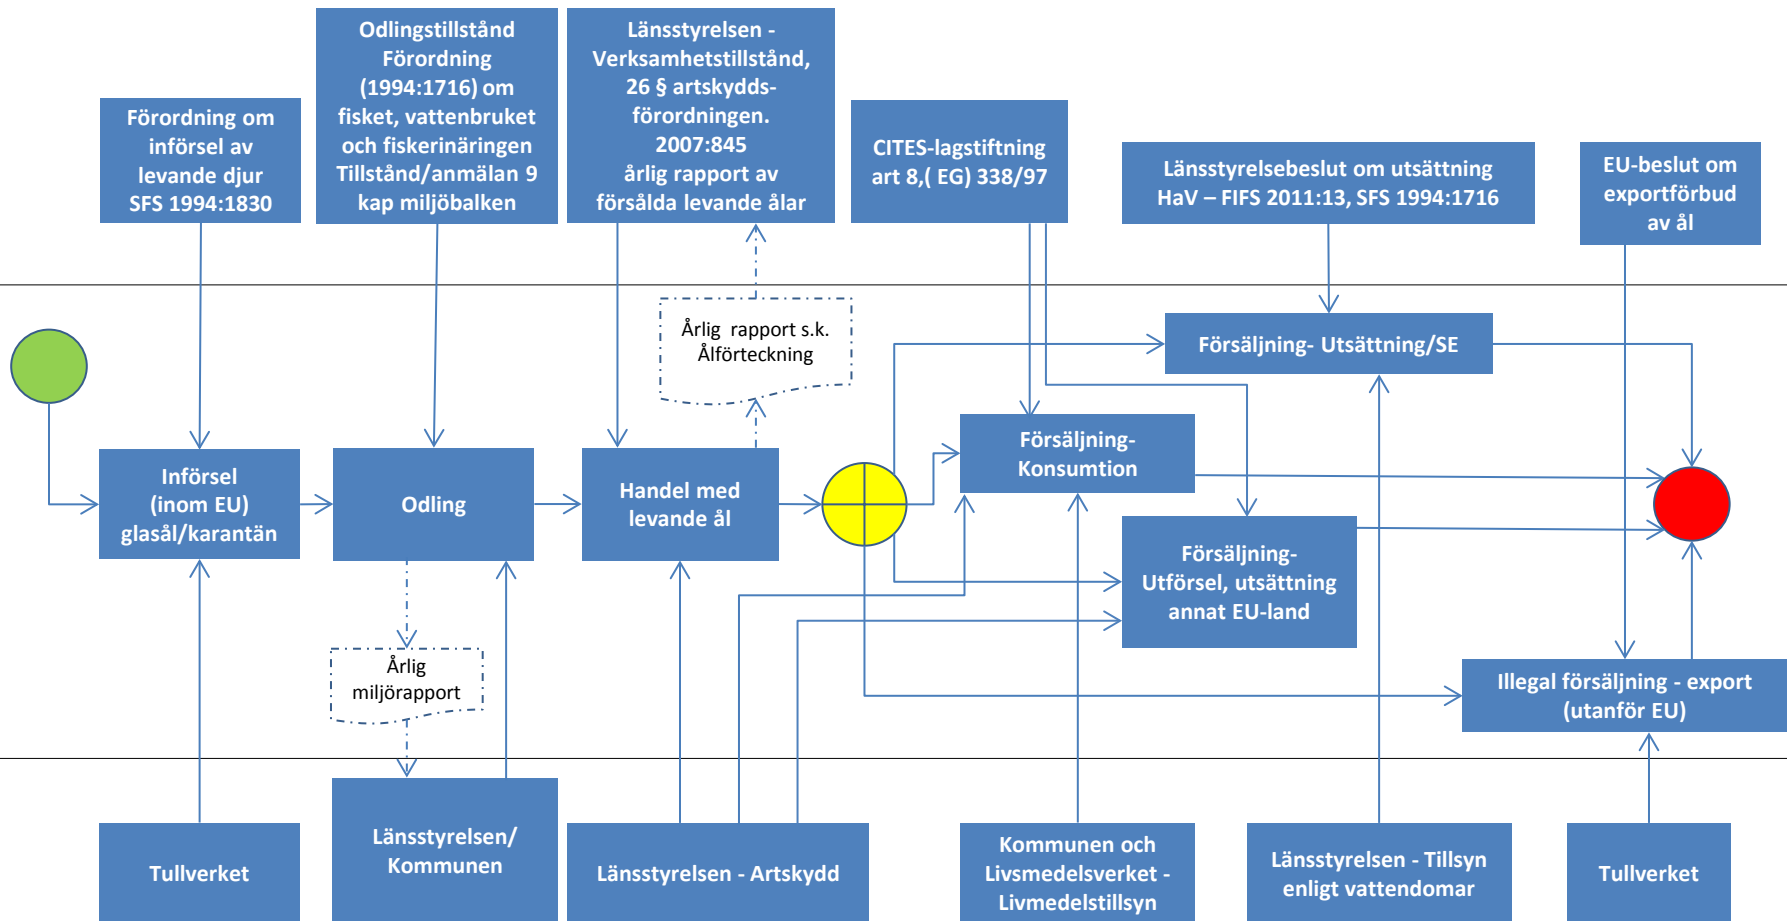 Förordning om
införsel av
levande djur
SFS 1994:1830
Odlingstillstånd
Förordning
(1994:1716) om
fisket, vattenbruket
och fiskerinäringen
Tillstånd/anmälan 9
kap miljöbalken
Länsstyrelsen -
Verksamhetstillstånd,
26 § artskydds-
förordningen.
2007:845
årlig rapport av
försålda levande ålar
CITES-lagstiftning
art 8,( EG) 338/97
Länsstyrelsebeslut om utsättning
HaV – FIFS 2011:13, SFS 1994:1716
EU-beslut om
exportförbud
av ål
Årlig  rapport s.k.
Ålförteckning
Införsel
(inom EU)
glasål/karantän
Odling
Handel med
levande ål
Försäljning- Utsättning/SE
Försäljning-
Konsumtion
Försäljning-
Utförsel, utsättning
annat EU-land
Illegal försäljning - export
(utanför EU)
Årlig
miljörapport
Tullverket
Länsstyrelsen/
Kommunen
Länsstyrelsen - Artskydd
Kommunen och
Livsmedelsverket -
Livmedelstillsyn
Länsstyrelsen - Tillsyn
enligt vattendomar
Tullverket